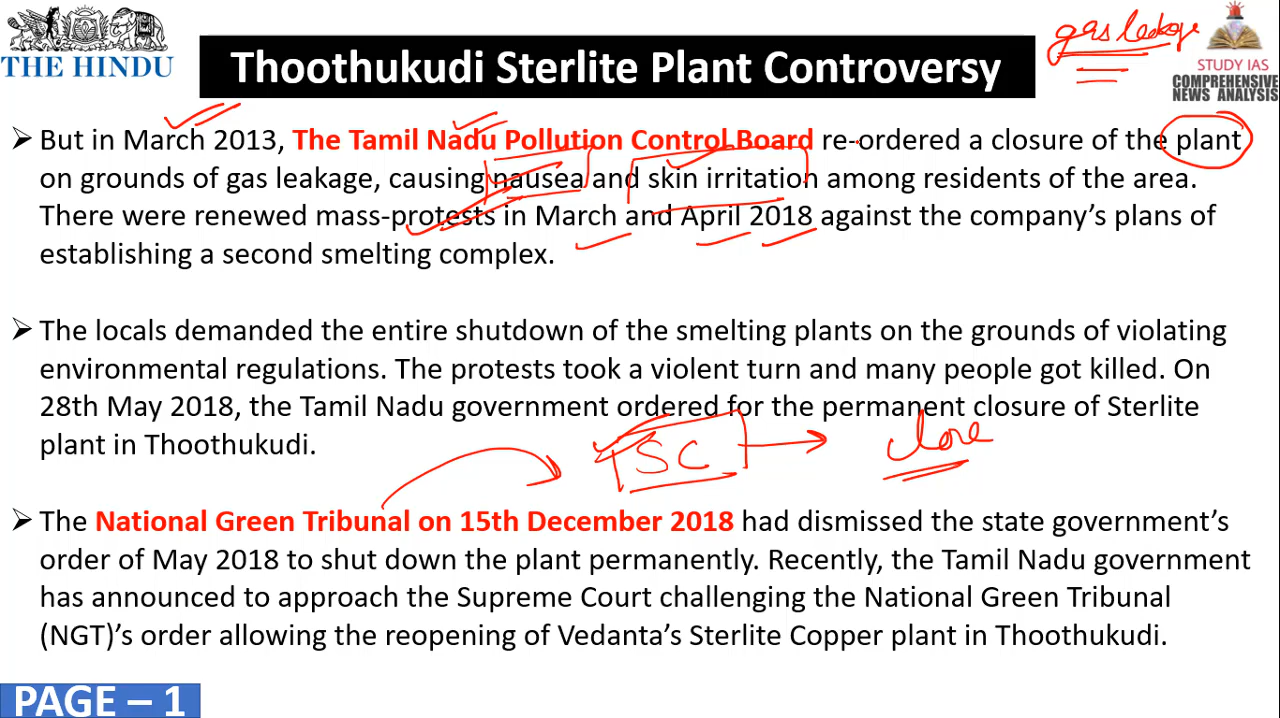 THE HINDU
Thoothukudi Sterlite Plant Controversy
gas leakage
STUDY IAS
COMPREHENSIVE
NEWS ANALYSIS
➢ But in March 2013, The Tamil Nadu Pollution Control Board re-ordered a closure of the plant
on grounds of gas leakage, causing nausea and skin irritation among residents of the area.
There were renewed mass-protests in March and April 2018 against the company’s plans of
establishing a second smelting complex.
➢ The locals demanded the entire shutdown of the smelting plants on the grounds of violating
environmental regulations. The protests took a violent turn and many people got killed. On
28th May 2018, the Tamil Nadu government ordered for the permanent closure of Sterlite
plant in Thoothukudi.
SC
close
➢ The National Green Tribunal on 15th December 2018 had dismissed the state government’s
order of May 2018 to shut down the plant permanently. Recently, the Tamil Nadu government
has announced to approach the Supreme Court challenging the National Green Tribunal
(NGT)’s order allowing the reopening of Vedanta’s Sterlite Copper plant in Thoothukudi.
PAGE – 1